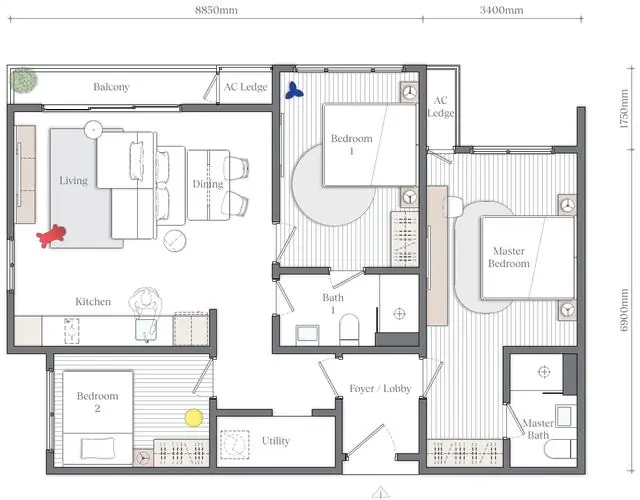 8850mm
3400mm
Balcony
AC Ledge
AC
Ledge
1750mm
Bedroom
1
Living
Dining
Master
Bedroom
Kitchen
Bath
1
6900mm
Foyer / Lobby
Bedroom
2
Utility
Master
Bath